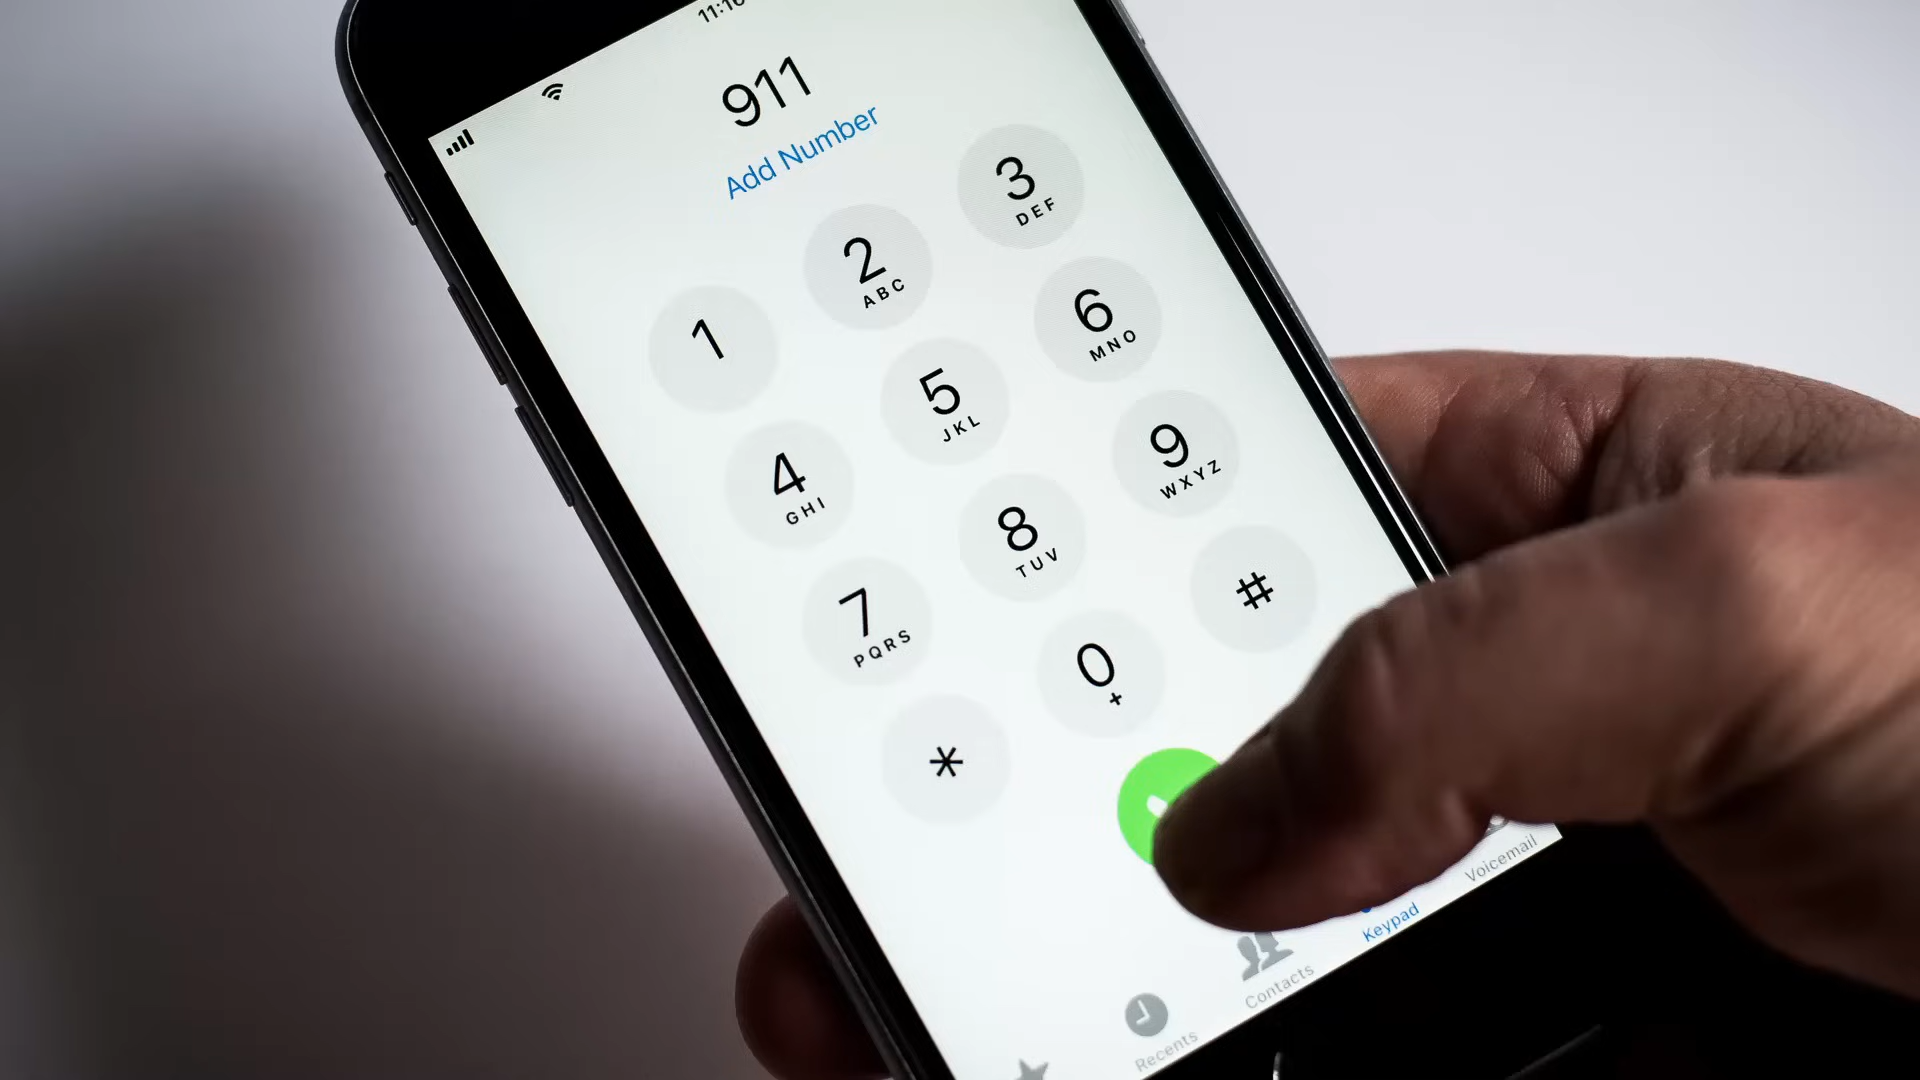 911
Add Number
1
2
ABC
3
DEF
4
GHI
5
JKL
6
MNO
7
PQRS
8
TUV
9
WXYZ
*
0
+
#
Recents
Contacts
Keypad
Voicemail